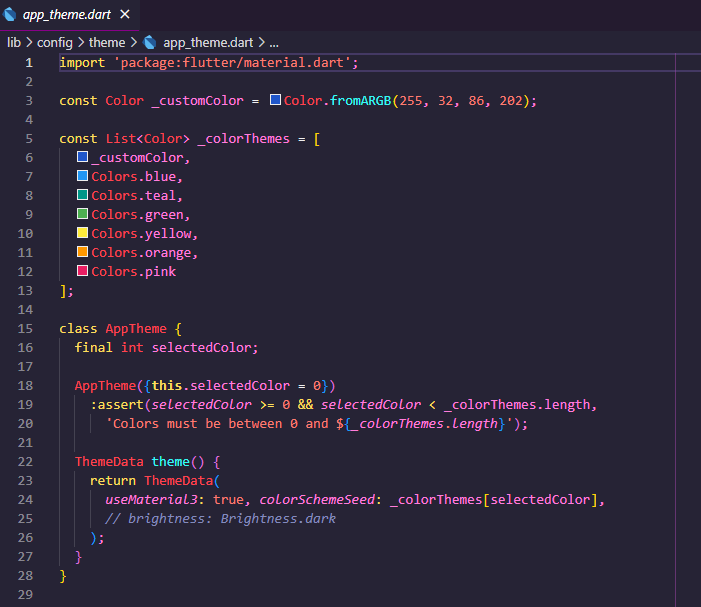 app_theme.dart
lib > config > theme > app_theme.dart > ...
1 import 'package:flutter/material.dart';
2
3 const Color _customColor = Color.fromARGB(255, 32, 86, 202);
4
5 const List<Color> _colorThemes = [
6 _customColor,
7 Colors.blue,
8 Colors.teal,
9 Colors.green,
10 Colors.yellow,
11 Colors.orange,
12 Colors.pink
13 ];
14
15 class AppTheme {
16 final int selectedColor;
17
18 AppTheme({this.selectedColor = 0})
19 :assert(selectedColor >= 0 && selectedColor < _colorThemes.length,
20 'Colors must be between 0 and ${_colorThemes.length}');
21
22 ThemeData theme() {
23 return ThemeData(
24 useMaterial3: true, colorSchemeSeed: _colorThemes[selectedColor],
25 // brightness: Brightness.dark
26 );
27 }
28 }
29